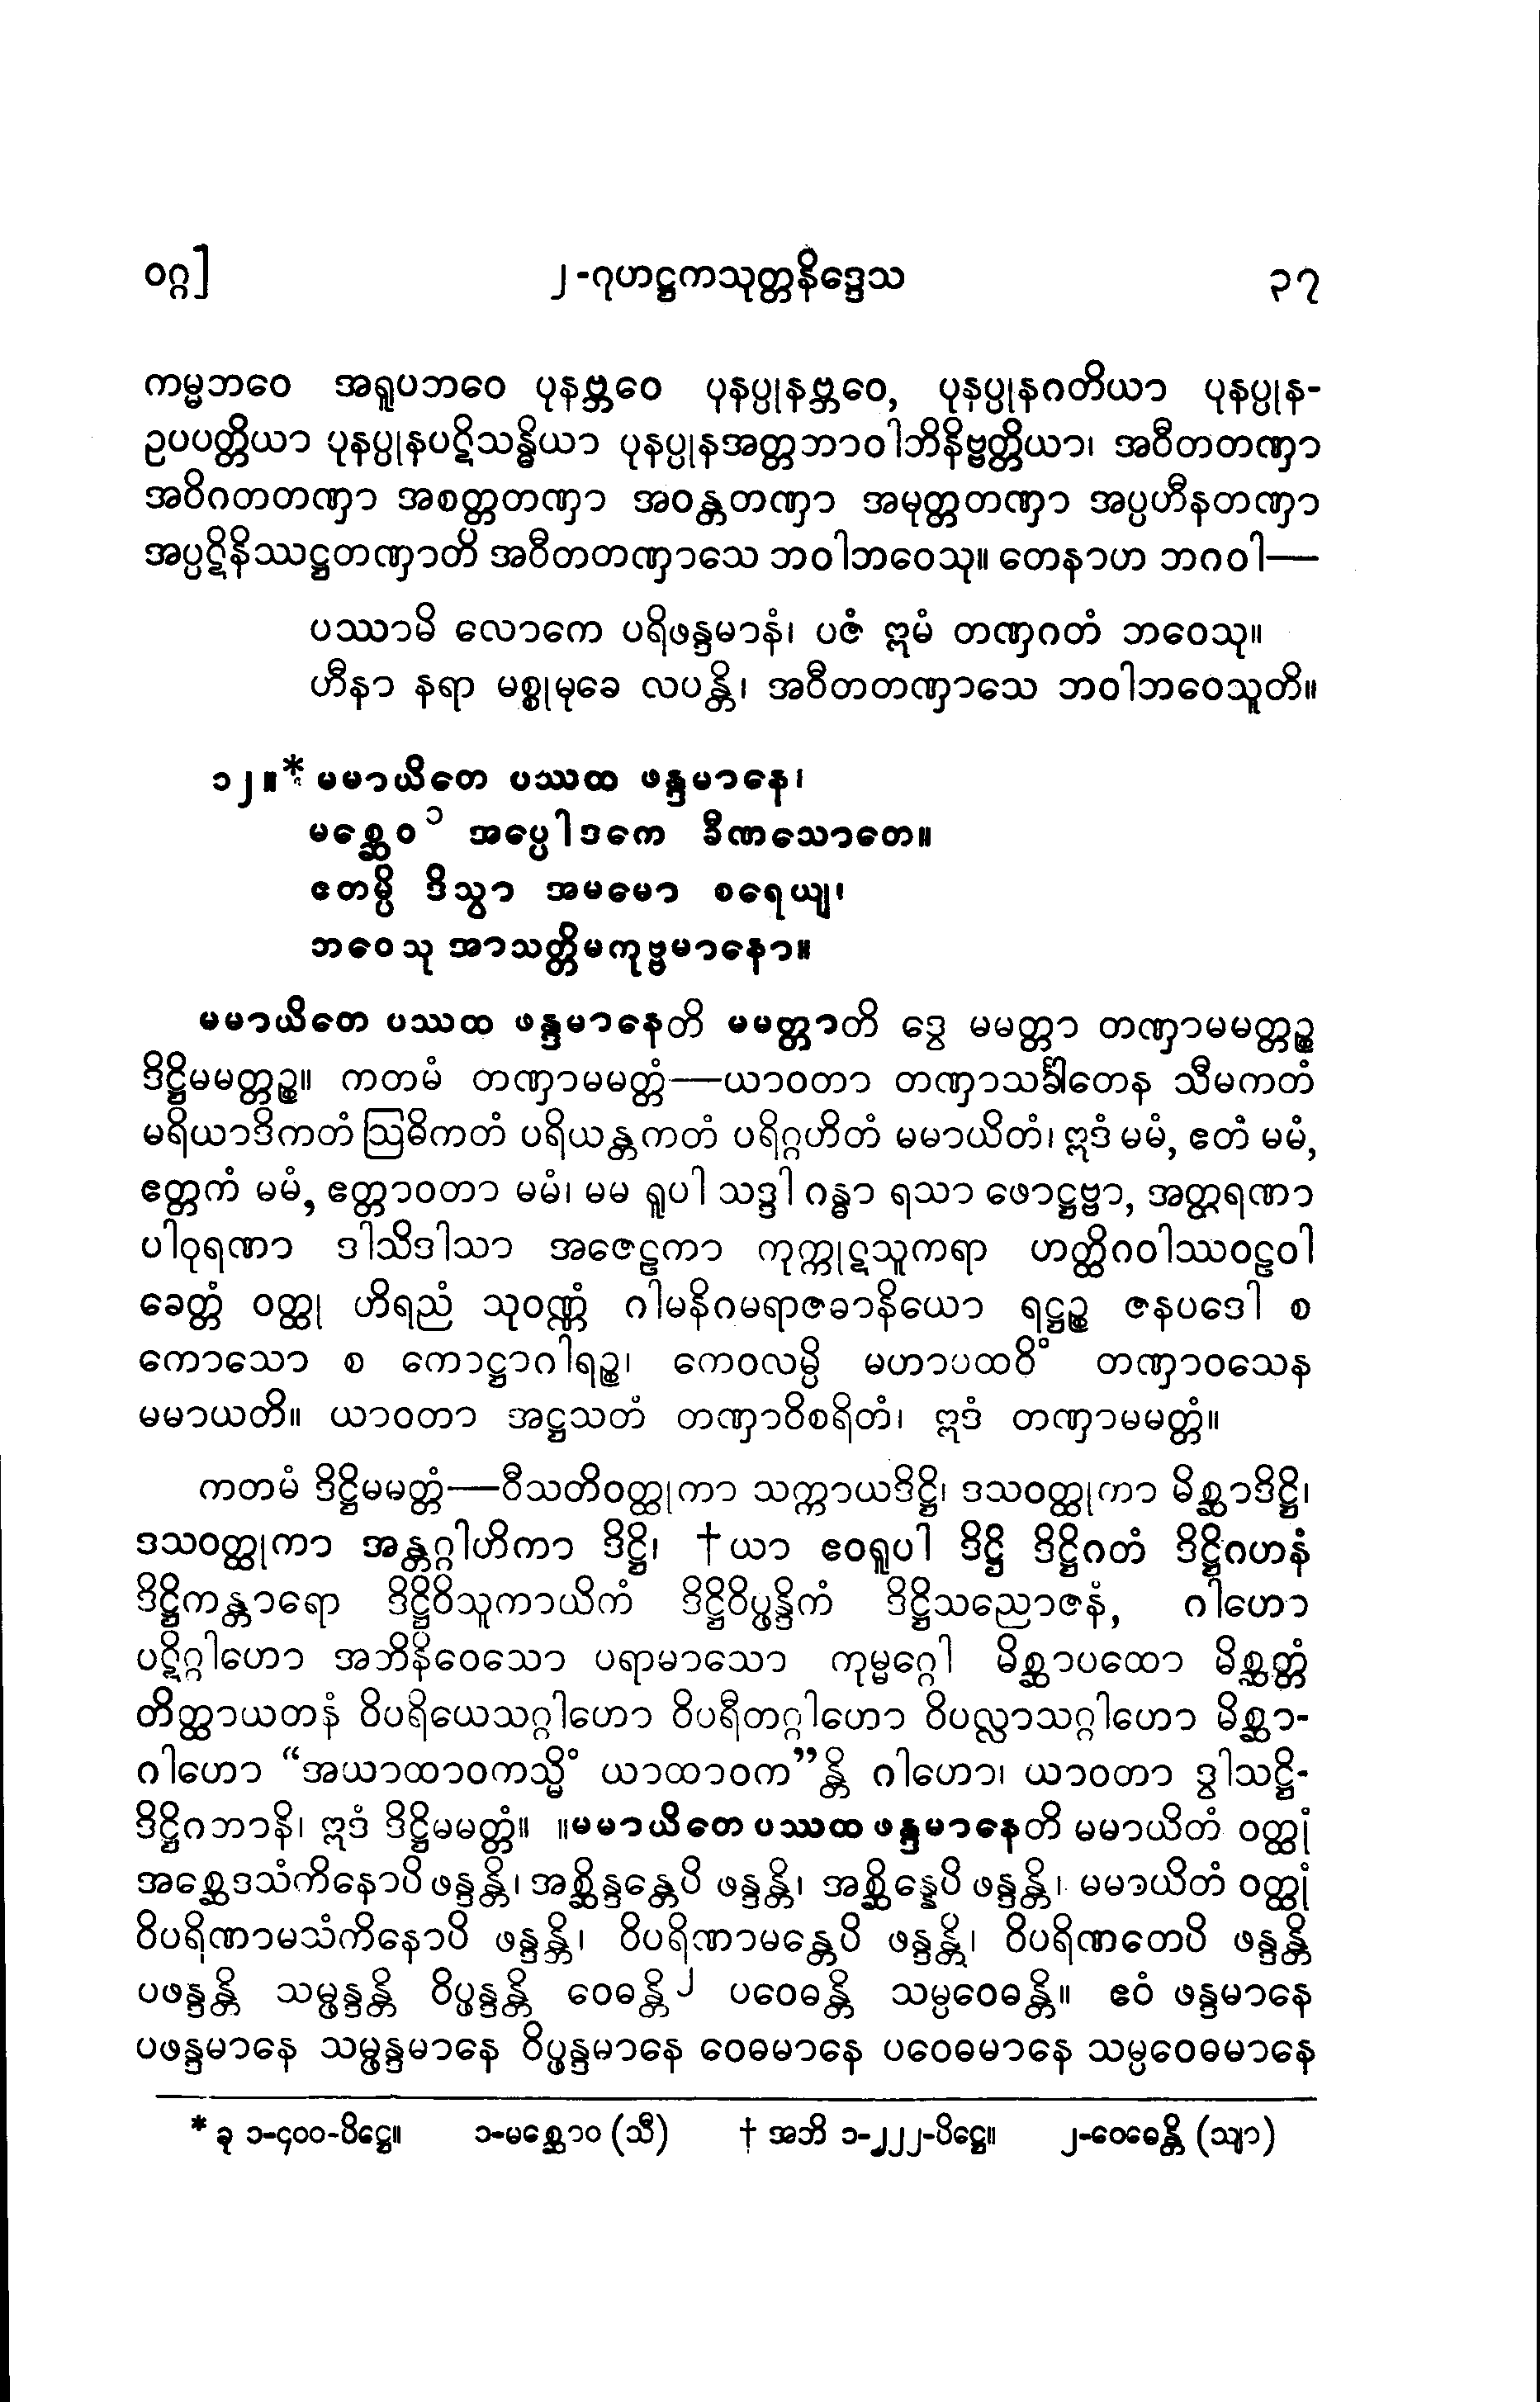 ဝဂ္ဂ]	၂-ဂုဟဋ္ဌကသုတ္တနိဒ္ဒေသ	၃၇
ကမ္မဘဝေ အရူပဘဝေ ပုနဗ္ဘဝေ ပုနပ္ပုနဗ္ဘဝေ, ပုနပ္ပုနဂတိယာ ပုနပ္ပုန-
ဥပပတ္တိယာ ပုနပ္ပုနပဋိသန္ဓိယာ ပုနပ္ပုနအတ္တဘာဝါဘိနိဗ္ဗတ္တိယာ၊ အဝီတတဏှာ
အဝိဂတတဏှာ အစတ္တတဏှာ အဝန္တတဏှာ အမုတ္တတဏှာ အပ္ပဟီနတဏှာ
အပ္ပဋိနိဿဋ္ဌတဏှာတိ အဝီတတဏှာသေ ဘဝါဘဝေသု။ တေနာဟ ဘဂဝါ—
ပဿာမိ လောကေ ပရိဖန္ဒမာနံ၊ ပဇံ ဣမံ တဏှဂတံ ဘဝေသု။
ဟီနာ နရာ မစ္စုမုခေ လပန္တိ၊ အဝီတတဏှာသေ ဘဝါဘဝေသူတိ။
၁၂။* မမာယိတေ ပဿထ ဖန္ဒမာနေ၊
မစ္ဆေဝ ၁ အပ္ပေါဒကေ ခီဏသောတေ။
ဧတမ္ပိ ဒိသွာ အမမော စရေယျ၊
ဘဝေသု အာသတ္တိမကုဗ္ဗမာနော။
မမာယိတေ ပဿထ ဖန္ဒမာနေတိ မမတ္တာတိ ဒွေ မမတ္တာ တဏှာမမတ္တဉ္စ
ဒိဋ္ဌိမမတ္တဉ္စ။ ကတမံ တဏှာမမတ္တံ—ယာဝတာ တဏှာသင်္ခါတေန သီမကတံ
မရိယာဒိကတံ ဩဓိကတံ ပရိယန္တကတံ ပရိဂ္ဂဟိတံ မမာယိတံ၊ ဣဒံ မမံ, ဧတံ မမံ,
ဧတ္တကံ မမံ, ဧတ္တာဝတာ မမံ၊ မမ ရူပါ သဒ္ဒါ ဂန္ဓာ ရသာ ဖောဋ္ဌဗ္ဗာ, အတ္ထရဏာ
ပါဝုရဏာ ဒါသိဒါသာ အဇေဠကာ ကုက္ကုဋသူကရာ ဟတ္ထိဂဝါဿဝဠဝါ
ခေတ္တံ ဝတ္ထု ဟိရညံ သုဝဏ္ဏံ ဂါမနိဂမရာဇဓာနိယော ရဋ္ဌဉ္စ ဇနပဒေါ စ
ကောသော စ ကောဋ္ဌာဂါရဉ္စ၊ ကေဝလမ္ပိ မဟာပထဝိံ တဏှာဝသေန
မမာယတိ။ ယာဝတာ အဋ္ဌသတံ တဏှာဝိစရိတံ၊ ဣဒံ တဏှာမမတ္တံ။
ကတမံ ဒိဋ္ဌိမမတ္တံ—ဝီသတိဝတ္ထုကာ သက္ကာယဒိဋ္ဌိ၊ ဒသဝတ္ထုကာ မိစ္ဆာဒိဋ္ဌိ၊
ဒသဝတ္ထုကာ အန္တဂ္ဂါဟိကာ ဒိဋ္ဌိ၊ †ယာ ဧဝရူပါ ဒိဋ္ဌိ ဒိဋ္ဌိဂတံ ဒိဋ္ဌိဂဟနံ
ဒိဋ္ဌိကန္တာရော ဒိဋ္ဌိဝိသူကာယိကံ ဒိဋ္ဌိဝိပ္ဖန္ဒိကံ ဒိဋ္ဌိသညောဇနံ, ဂါဟော
ပဋိဂ္ဂါဟော အဘိနိဝေသော ပရာမာသော ကုမ္မဂ္ဂေါ မိစ္ဆာပထော မိစ္ဆတ္တံ
တိတ္ထာယတနံ ဝိပရိယေသဂ္ဂါဟော ဝိပရီတဂ္ဂါဟော ဝိပလ္လာသဂ္ဂါဟော မိစ္ဆာ-
ဂါဟော “အယာထာဝကသ္မိံ ယာထာဝက”န္တိ ဂါဟော၊ ယာဝတာ ဒွါသဋ္ဌိ-
ဒိဋ္ဌိဂဘာနိ၊ ဣဒံ ဒိဋ္ဌိမမတ္တံ။ ။မမာယိတေ ပဿထ ဖန္ဒမာနေတိ မမာယိတံ ဝတ္ထုံ
အစ္ဆေဒသံကိနောပိ ဖန္ဒန္တိ၊ အစ္ဆိန္ဒန္တေပိ ဖန္ဒန္တိ၊ အစ္ဆိန္နေပိ ဖန္ဒန္တိ၊ မမာယိတံ ဝတ္ထုံ
ဝိပရိဏာမသံကိနောပိ ဖန္ဒန္တိ၊ ဝိပရိဏာမန္တေပိ ဖန္ဒန္တိ၊ ဝိပရိဏတေပိ ဖန္ဒန္တိ
ပဖန္ဒန္တိ သမ္ဖန္ဒန္တိ ဝိပ္ဖန္ဒန္တိ ဝေဓန္တိ ၂ ပဝေဓန္တိ သမ္ပဝေဓန္တိ။ ဧဝံ ဖန္ဒမာနေ
ပဖန္ဒမာနေ သမ္ဖန္ဒမာနေ ဝိပ္ဖန္ဒမာနေ ဝေဓမာနေ ပဝေဓမာနေ သမ္ပဝေဓမာနေ
* ခု ၁-၄၀၀-ပိဋ္ဌေ။	၁-မစ္ဆောဝ (သီ)	† အဘိ ၁-၂၂၂-ပိဋ္ဌေ။	၂-ဝေဓေန္တိ (သျာ)